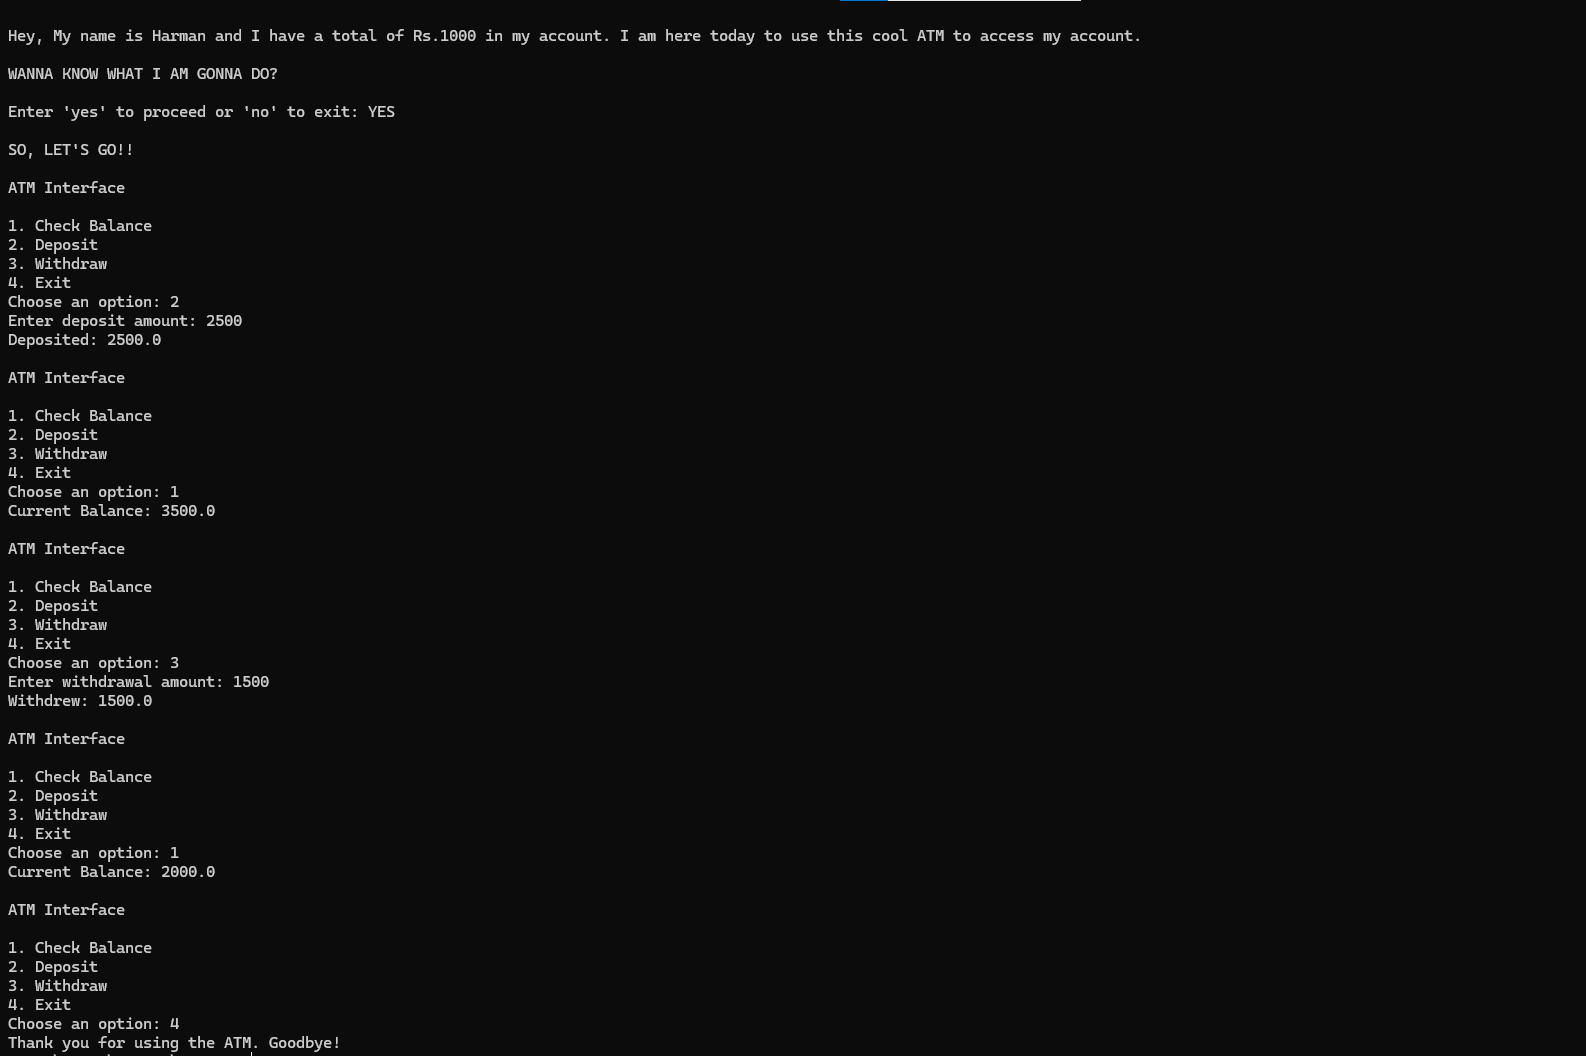 Hey, My name is Harman and I have a total of Rs.1000 in my account. I am here today to use this cool ATM to access my account.
WANNA KNOW WHAT I AM GONNA DO?
Enter 'yes' to proceed or 'no' to exit: YES
SO, LET'S GO!!
ATM Interface
1. Check Balance
2. Deposit
3. Withdraw
4. Exit
Choose an option: 2
Enter deposit amount: 2500
Deposited: 2500.0
ATM Interface
1. Check Balance
2. Deposit
3. Withdraw
4. Exit
Choose an option: 1
Current Balance: 3500.0
ATM Interface
1. Check Balance
2. Deposit
3. Withdraw
4. Exit
Choose an option: 3
Enter withdrawal amount: 1500
Withdrew: 1500.0
ATM Interface
1. Check Balance
2. Deposit
3. Withdraw
4. Exit
Choose an option: 1
Current Balance: 2000.0
ATM Interface
1. Check Balance
2. Deposit
3. Withdraw
4. Exit
Choose an option: 4
Thank you for using the ATM. Goodbye!